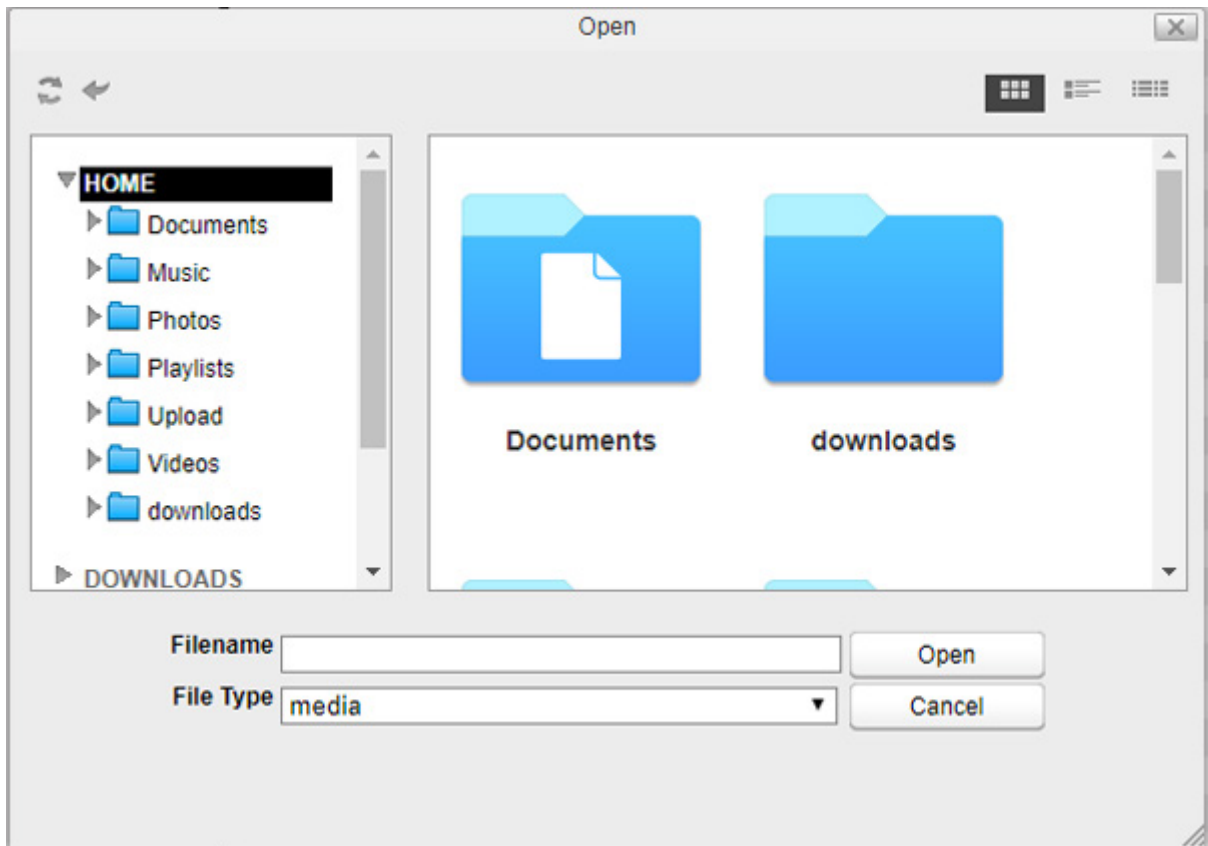 Open
HOME
Documents
Music
Photos
Playlists
Upload
Videos
downloads
DOWNLOADS
Documents
downloads
Filename
Open
File Type
media
Cancel